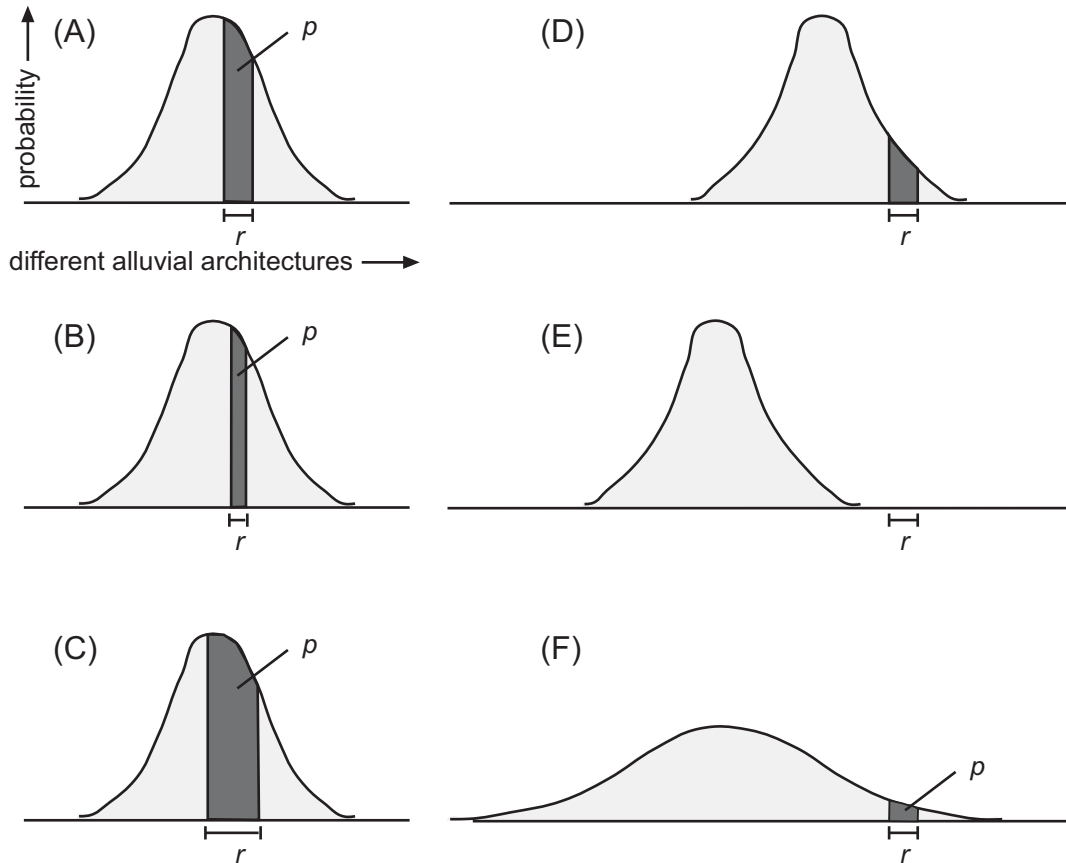 probability
(A)
p
r
different alluvial architectures
(B)
p
r
(C)
p
r
(D)
r
(E)
r
(F)
p
r